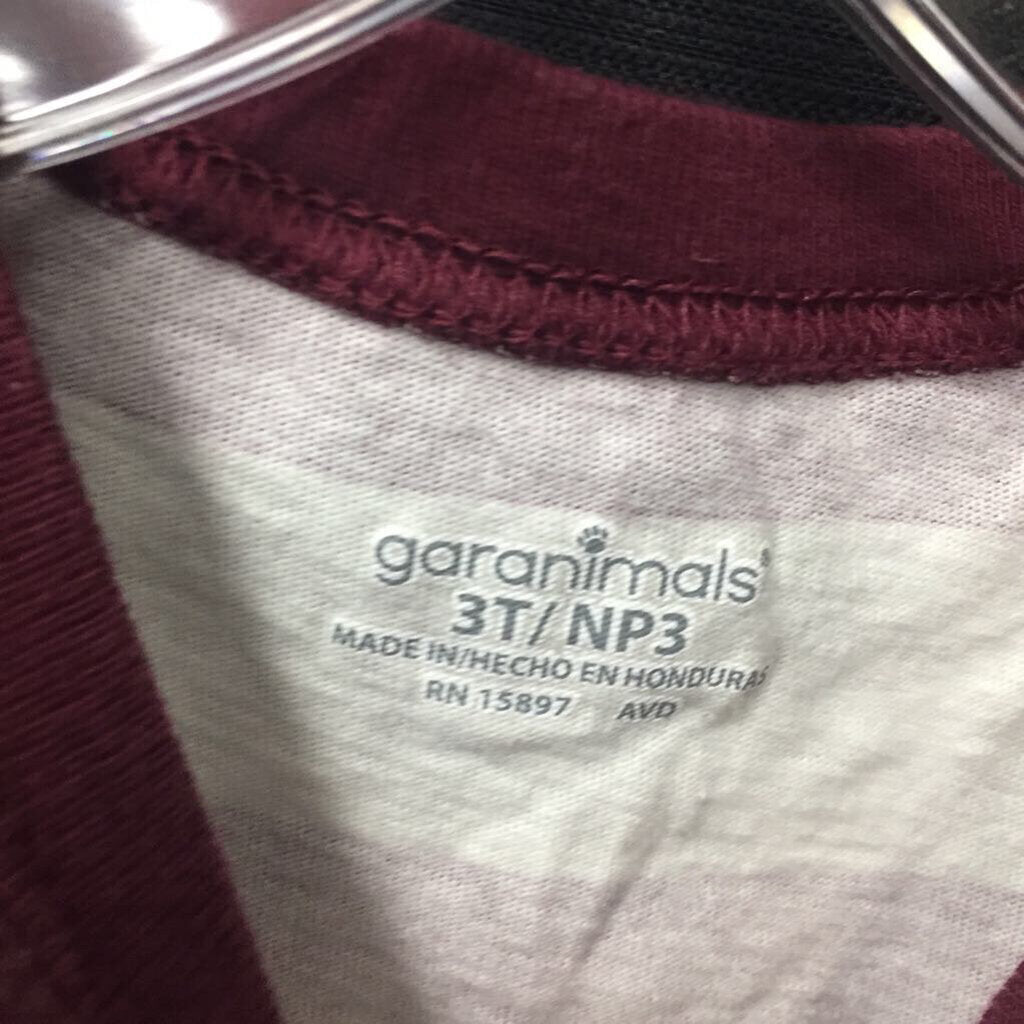 garanimals®
3T/ NP3
MADE IN/HECHO EN HONDURAS
RN 15897 AVD